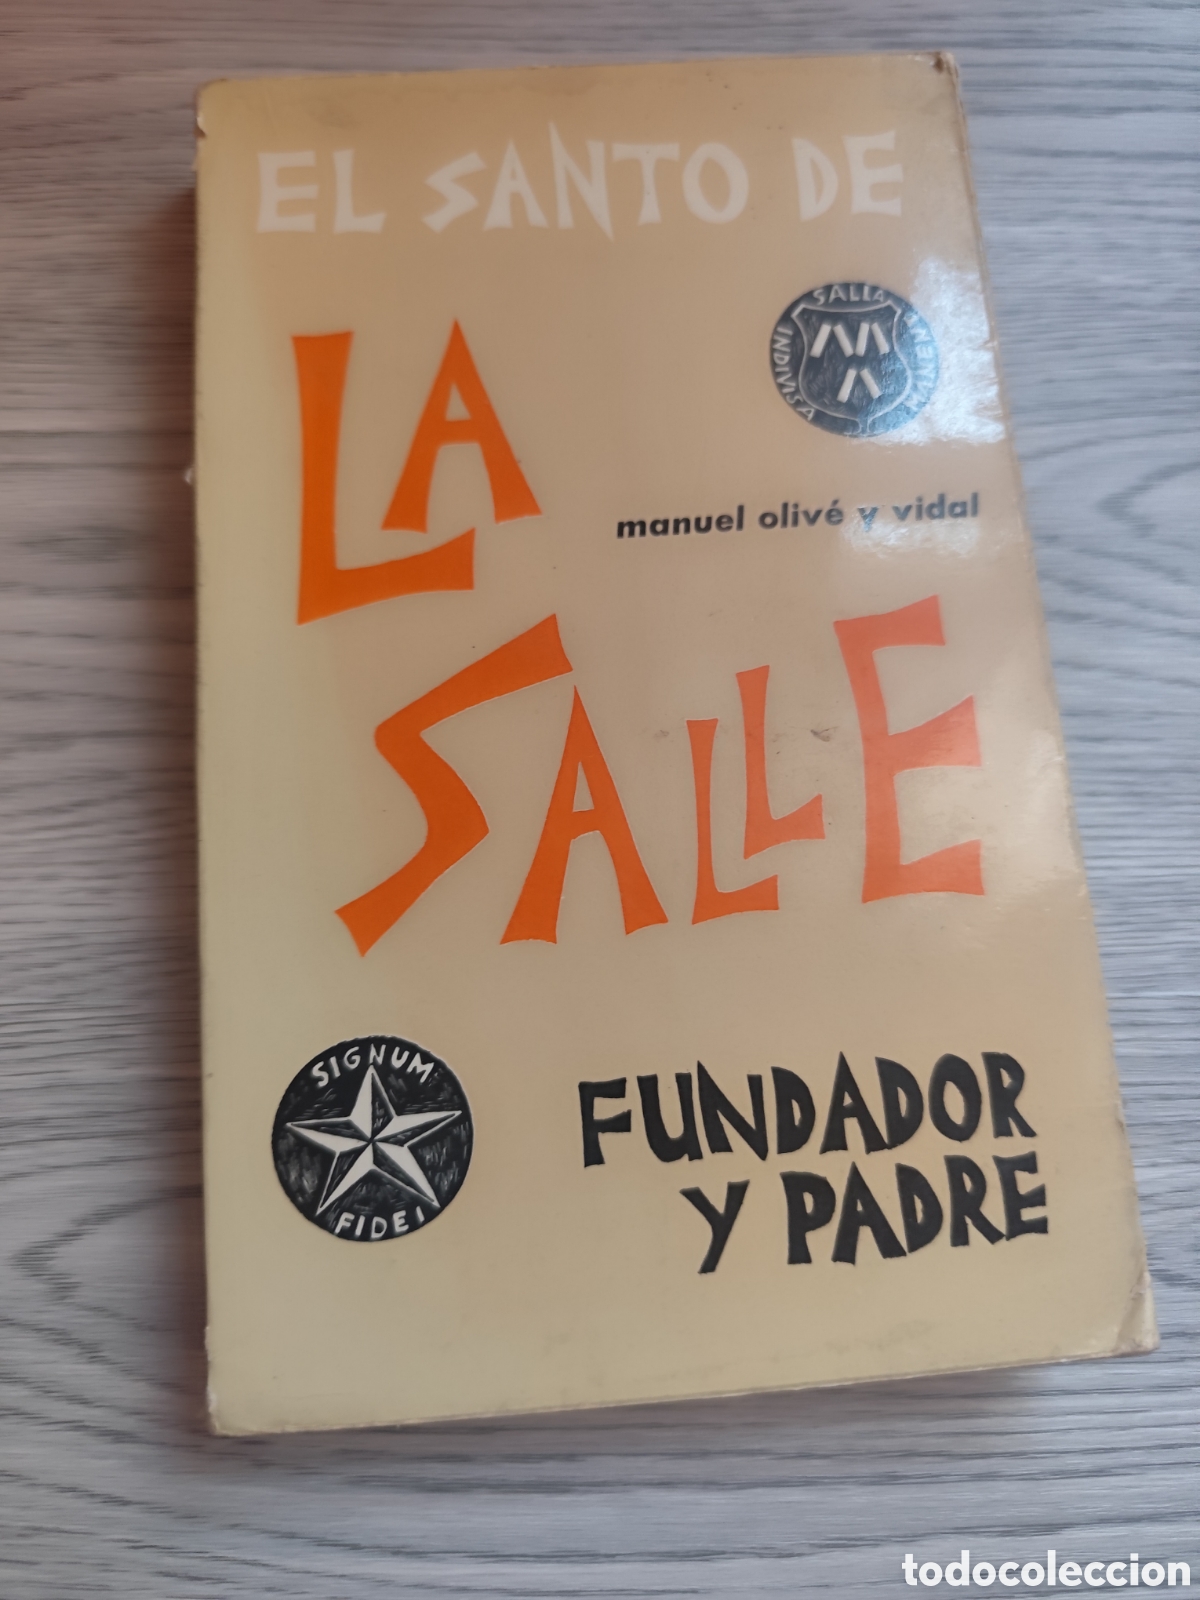 EL SANTO DE
LA
INDIVISA SALLA MANENT
manuel olivé y vidal
SALLE
SIGNUM
FIDEI
FUNDADOR
Y PADRE
todocoleccion